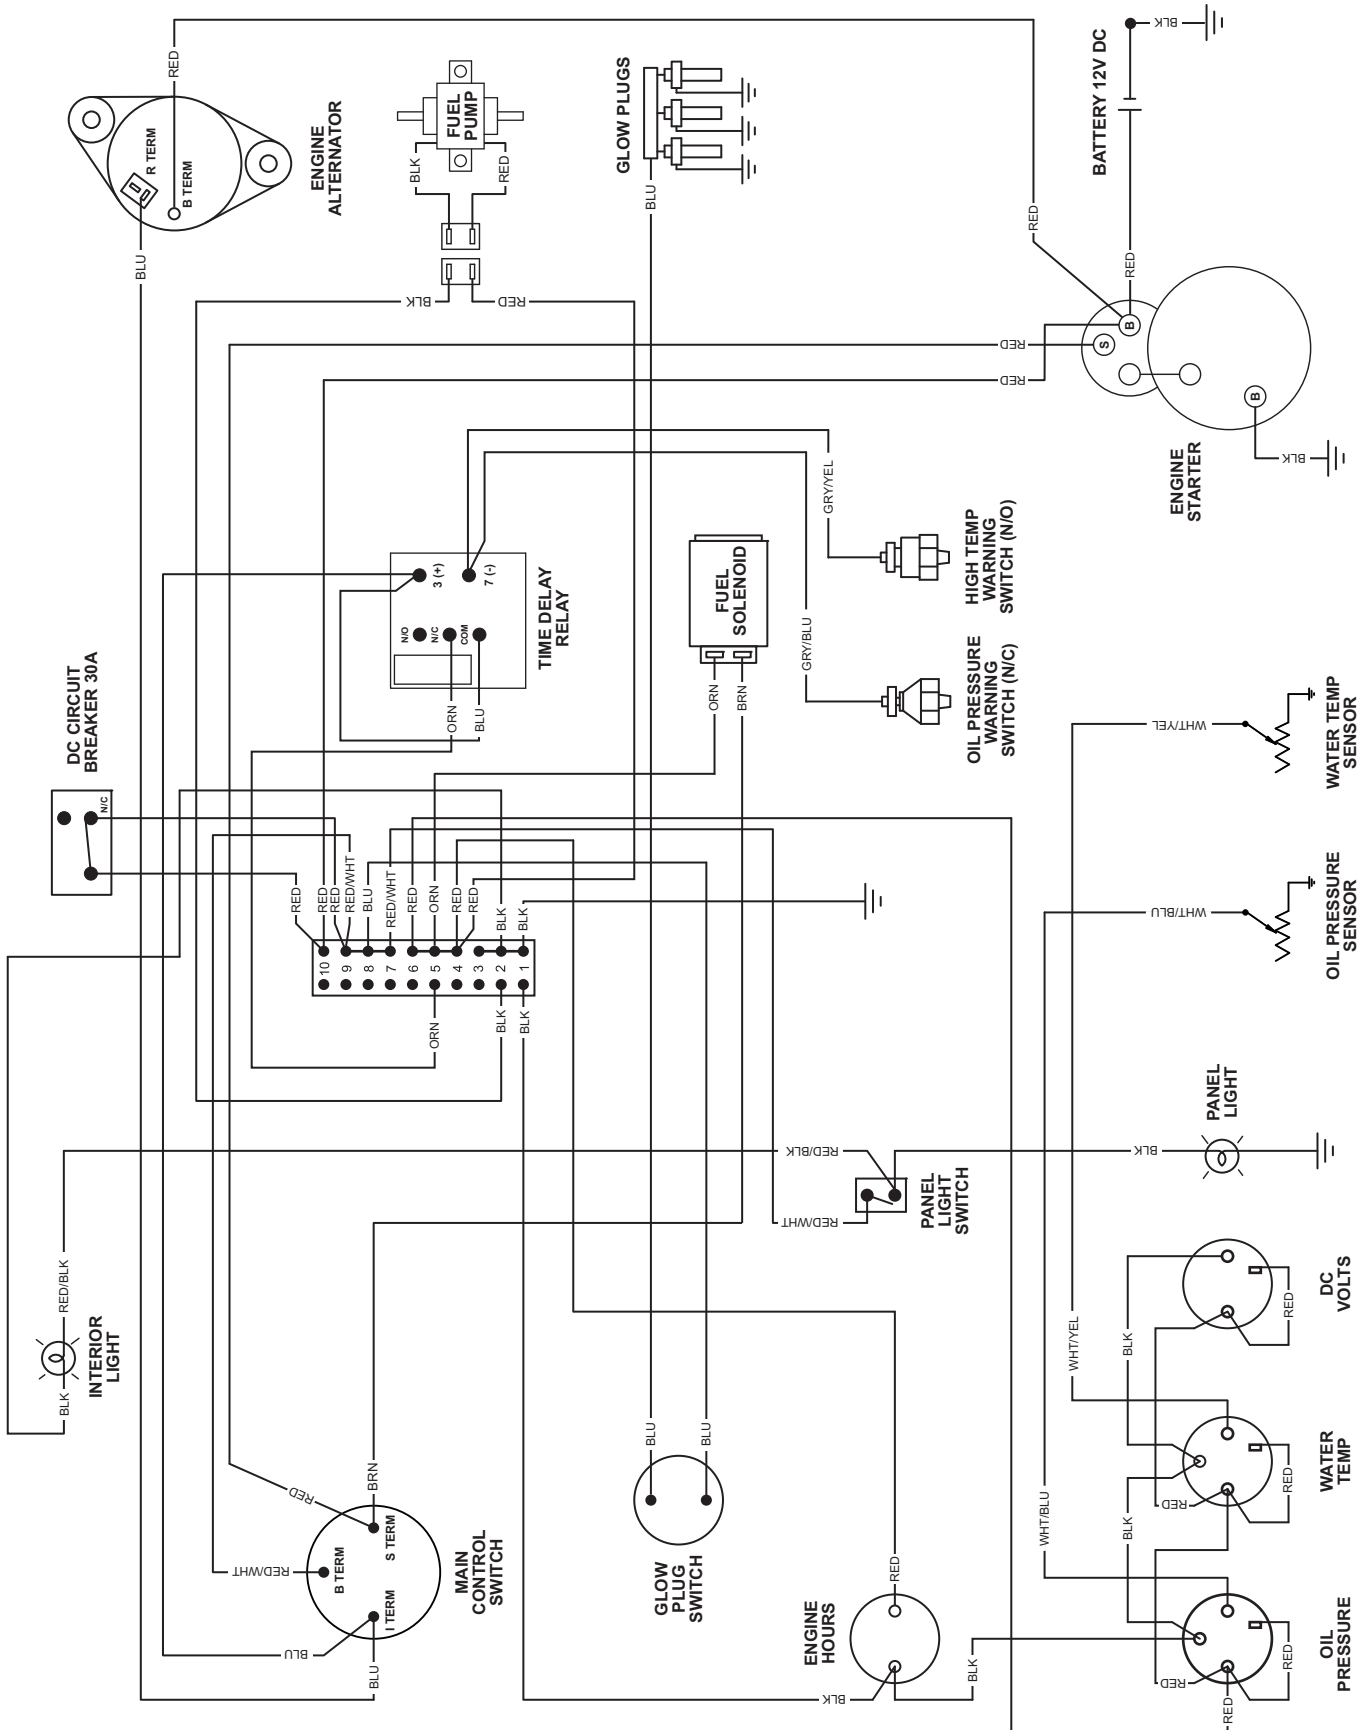 RED
R TERM
B TERM
BLU
ENGINE
ALTERNATOR
FUEL
PUMP
BLK
RED
BLK
RED
GLOW PLUGS
BLU
BATTERY 12V DC
BLK
RED
RED
B
S
B
RED
RED
BLK
ENGINE
STARTER
3 (+)
7 (-)
N/O
N/C
COM
TIME DELAY
RELAY
ORN
BLU
GRY/YEL
HIGH TEMP
WARNING
SWITCH (N/O)
FUEL
SOLENOID
ORN
BRN
GRY/BLU
OIL PRESSURE
WARNING
SWITCH (N/C)
DC CIRCUIT
BREAKER 30A
N/C
WHT/YEL
WATER TEMP
SENSOR
WHT/BLU
OIL PRESSURE
SENSOR
RED
RED
RED
RED/WHT
BLU
RED/WHT
RED
ORN
RED
RED
BLK
BLK
10
9
8
7
6
5
4
3
2
1
ORN
BLK
BLK
RED/BLK
RED/WHT
PANEL
LIGHT
SWITCH
BLK
PANEL
LIGHT
RED/BLK
BLK
INTERIOR
LIGHT
RED
BRN
RED/WHT
B TERM
S TERM
I TERM
BLU
BLU
MAIN
CONTROL
SWITCH
BLU
BLU
GLOW
PLUG
SWITCH
RED
BLK
BLK
ENGINE
HOURS
WHT/YEL
WHT/BLU
BLK
RED
DC
VOLTS
BLK
RED
RED
WATER
TEMP
RED
RED
RED
OIL
PRESSURE